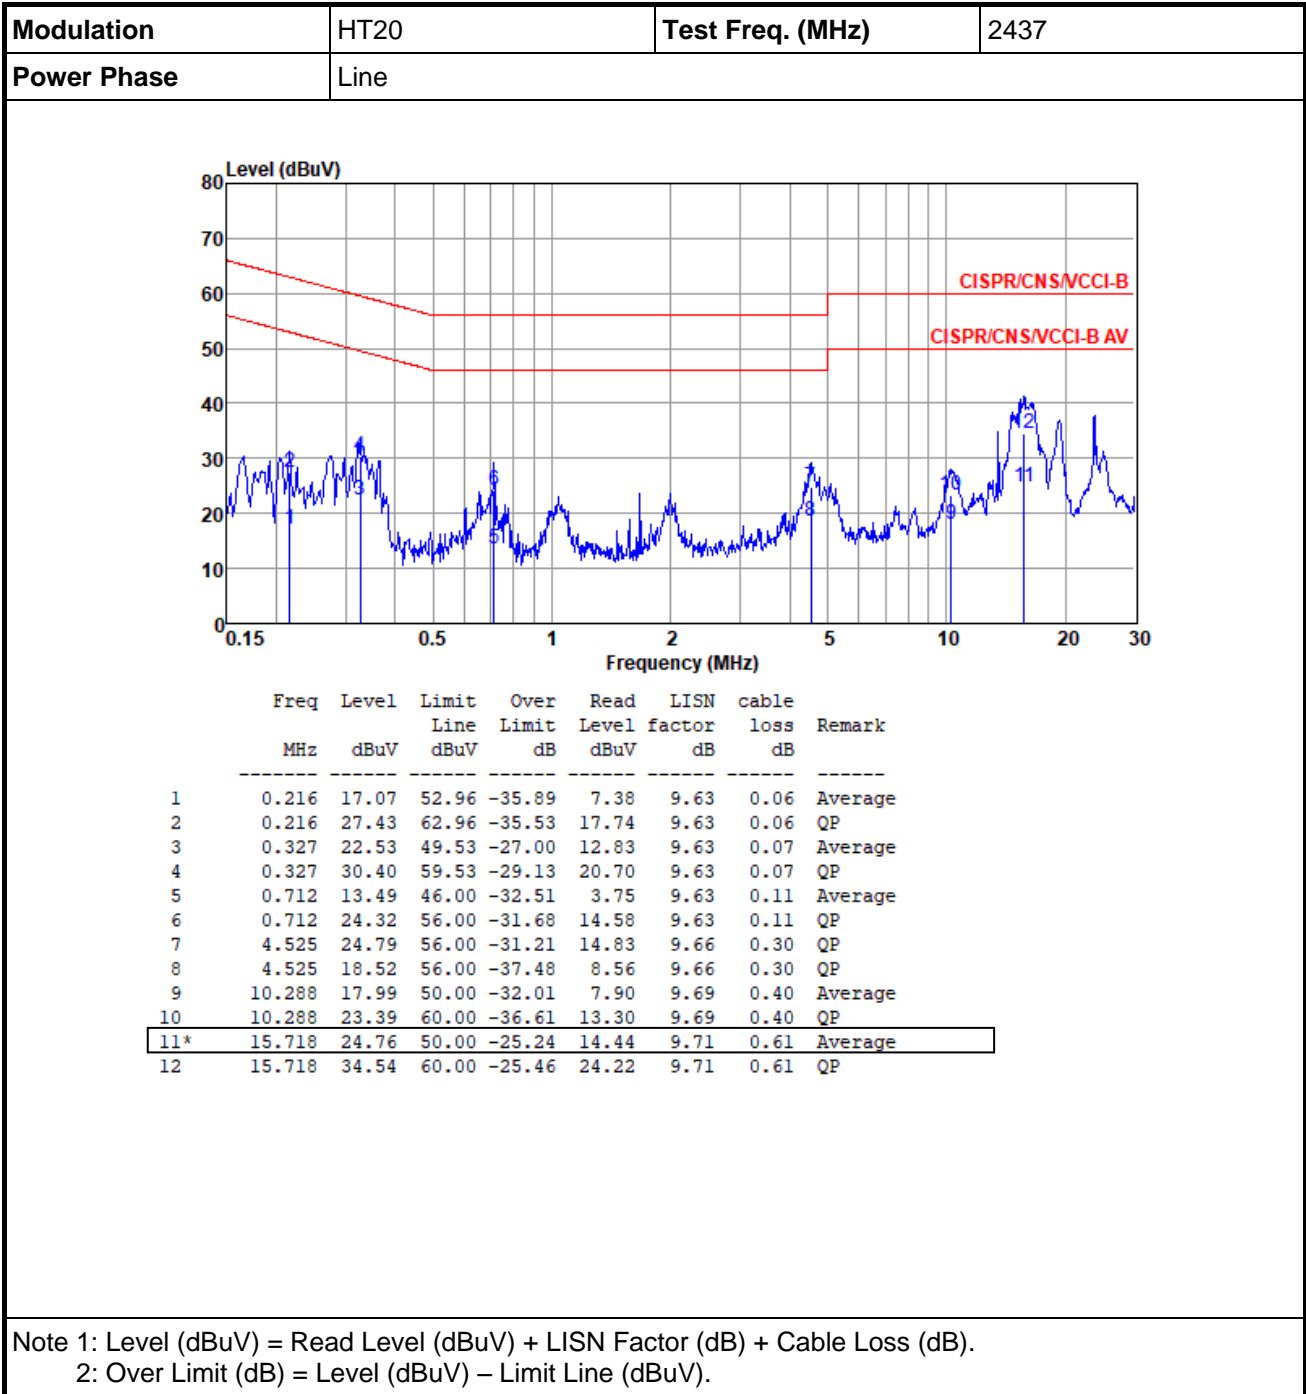 Modulation HT20 Test Freq. (MHz) 2437
Power Phase Line
Level (dBuV)
80
70
60
50
40
30
20
10
0
CISPR/CNS/VCCI-B
CISPR/CNS/VCCI-B AV
1
2
3
4
5
6
7
8
9
10
11
12
0.15 0.5 1 2 5 10 20 30
Frequency (MHz)
Freq Level Limit Over Read LISN cable
Line Limit Level factor loss Remark
MHz dBuV dBuV dB dBuV dB dB
------- ------ ------ ------ ------ ------ ------ ------
1 0.216 17.07 52.96 -35.89 7.38 9.63 0.06 Average
2 0.216 27.43 62.96 -35.53 17.74 9.63 0.06 QP
3 0.327 22.53 49.53 -27.00 12.83 9.63 0.07 Average
4 0.327 30.40 59.53 -29.13 20.70 9.63 0.07 QP
5 0.712 13.49 46.00 -32.51 3.75 9.63 0.11 Average
6 0.712 24.32 56.00 -31.68 14.58 9.63 0.11 QP
7 4.525 24.79 56.00 -31.21 14.83 9.66 0.30 QP
8 4.525 18.52 56.00 -37.48 8.56 9.66 0.30 QP
9 10.288 17.99 50.00 -32.01 7.90 9.69 0.40 Average
10 10.288 23.39 60.00 -36.61 13.30 9.69 0.40 QP
11* 15.718 24.76 50.00 -25.24 14.44 9.71 0.61 Average
12 15.718 34.54 60.00 -25.46 24.22 9.71 0.61 QP
Note 1: Level (dBuV) = Read Level (dBuV) + LISN Factor (dB) + Cable Loss (dB).
2: Over Limit (dB) = Level (dBuV) – Limit Line (dBuV).